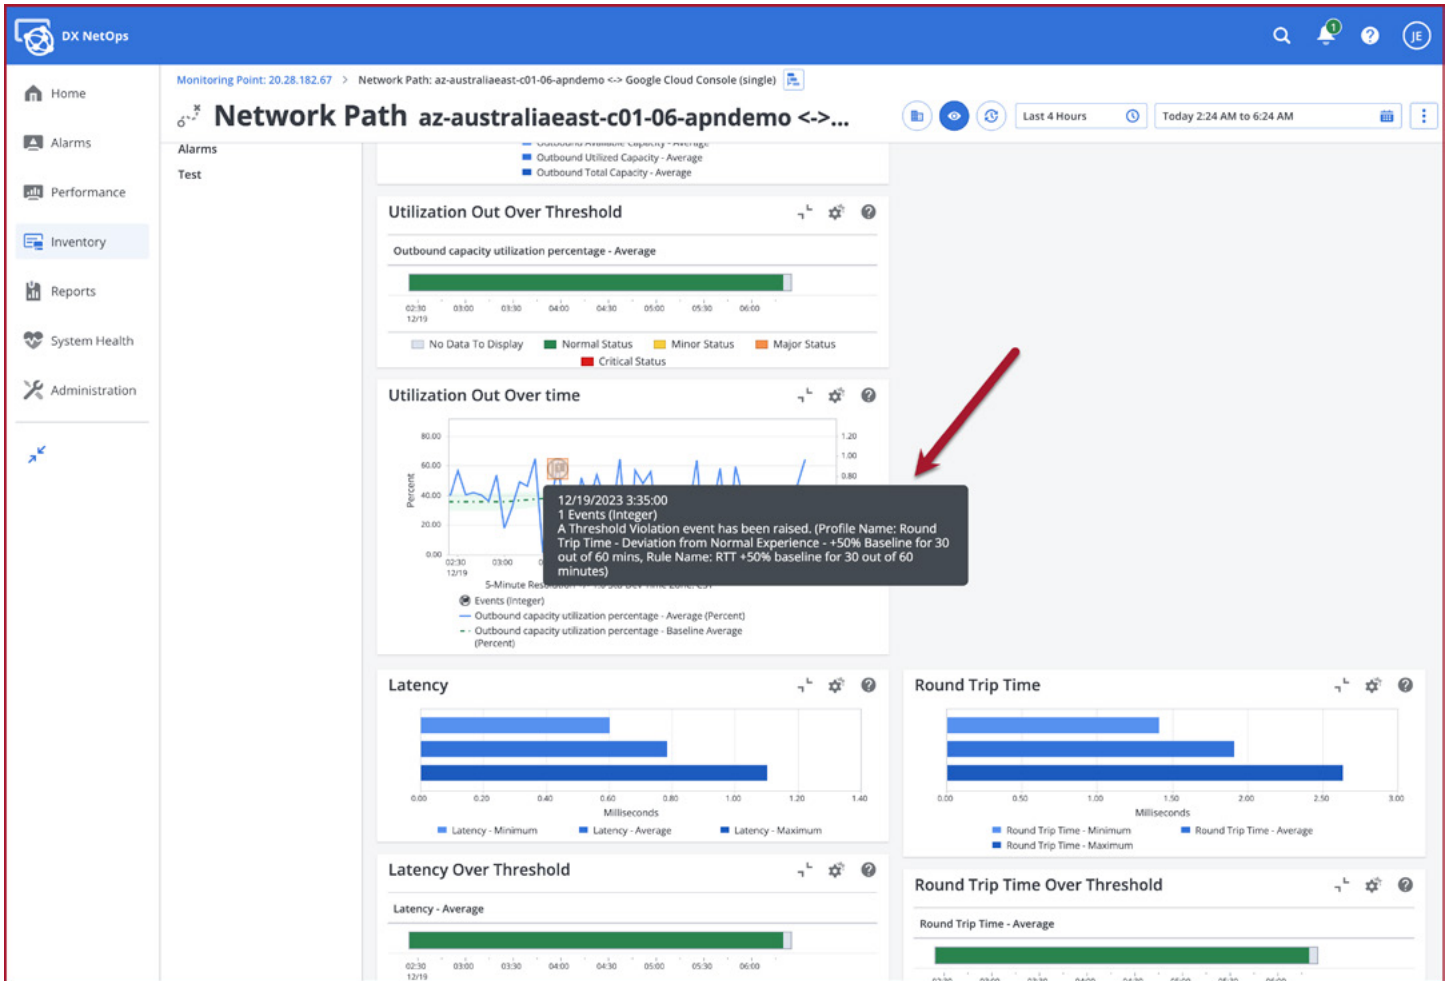 DX NetOps
1
JE
Home
Alarms
Performance
Inventory
Reports
System Health
Administration
Monitoring Point: 20.28.182.67 > Network Path: az-australiaeast-c01-06-apndemo <-> Google Cloud Console (single)
Network Path az-australiaeast-c01-06-apndemo <->...
Last 4 Hours
Today 2:24 AM to 6:24 AM
Alarms
Test
Outbound Available Capacity - Average
Outbound Utilized Capacity - Average
Outbound Total Capacity - Average
Utilization Out Over Threshold
Outbound capacity utilization percentage - Average
02:30 03:00 03:30 04:00 04:30 05:00 05:30 06:00
12/19
No Data To Display Normal Status Minor Status Major Status
Critical Status
Utilization Out Over time
80.00
60.00
40.00
20.00
0.00
Percent
1.20
1.00
0.80
02:30 03:00
12/19
12/19/2023 3:35:00
1 Events (Integer)
A Threshold Violation event has been raised. (Profile Name: Round
Trip Time - Deviation from Normal Experience - +50% Baseline for 30
out of 60 mins, Rule Name: RTT +50% baseline for 30 out of 60
minutes)
Events (Integer)
Outbound capacity utilization percentage - Average (Percent)
Outbound capacity utilization percentage - Baseline Average
(Percent)
Latency
0.00 0.20 0.40 0.60 0.80 1.00 1.20 1.40
Milliseconds
Latency - Minimum Latency - Average Latency - Maximum
Round Trip Time
0.00 0.50 1.00 1.50 2.00 2.50 3.00
Milliseconds
Round Trip Time - Minimum Round Trip Time - Average
Round Trip Time - Maximum
Latency Over Threshold
Latency - Average
02:30 03:00 03:30 04:00 04:30 05:00 05:30 06:00
12/19
Round Trip Time Over Threshold
Round Trip Time - Average